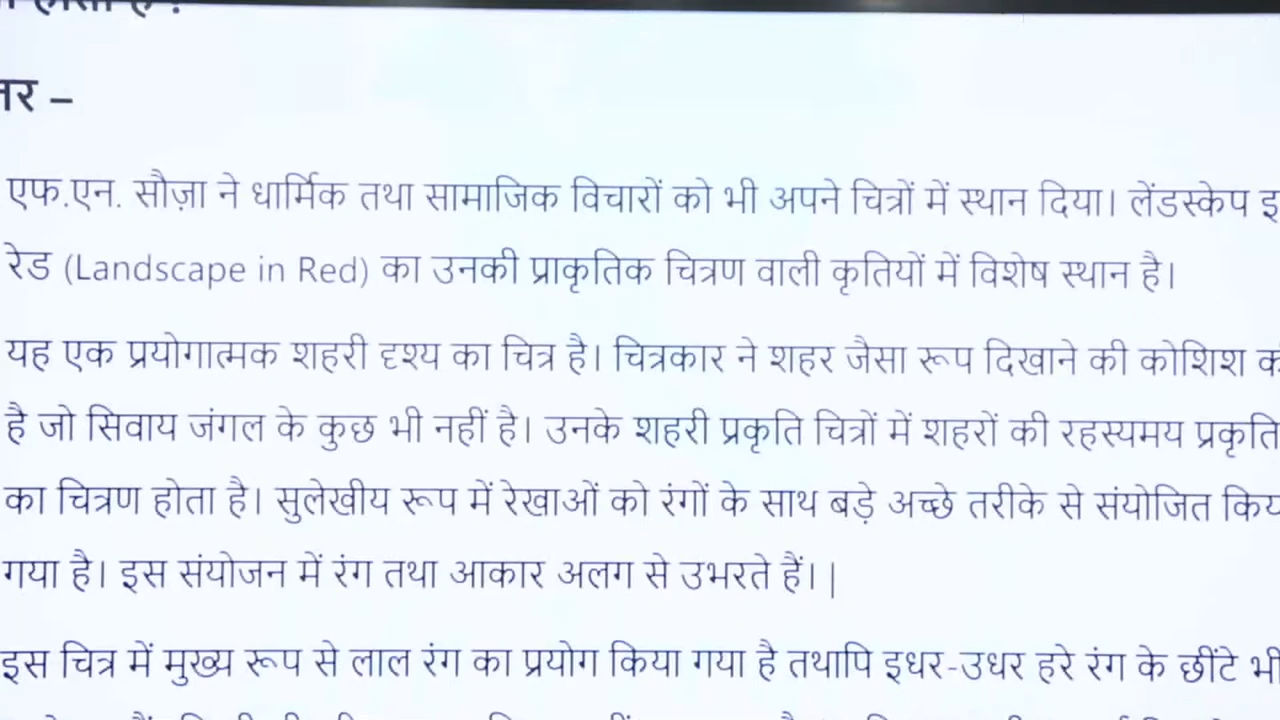 एफ.एन. सौज़ा ने धार्मिक तथा सामाजिक विचारों को भी अपने चित्रों में स्थान दिया। लेंडस्केप
रेड (Landscape in Red) का उनकी प्राकृतिक चित्रण वाली कृतियों में विशेष स्थान है।
यह एक प्रयोगात्मक शहरी दृश्य का चित्र है। चित्रकार ने शहर जैसा रूप दिखाने की कोशिश
है जो सिवाय जंगल के कुछ भी नहीं है। उनके शहरी प्रकृति चित्रों में शहरों की रहस्यमय प्रकृति
का चित्रण होता है। सुलेखीय रूप में रेखाओं को रंगों के साथ बड़े अच्छे तरीके से संयोजित
गया है। इस संयोजन में रंग तथा आकार अलग से उभरते हैं। |
इस चित्र में मुख्य रूप से लाल रंग का प्रयोग किया गया है तथापि इधर-उधर हरे रंग के छींटे भी